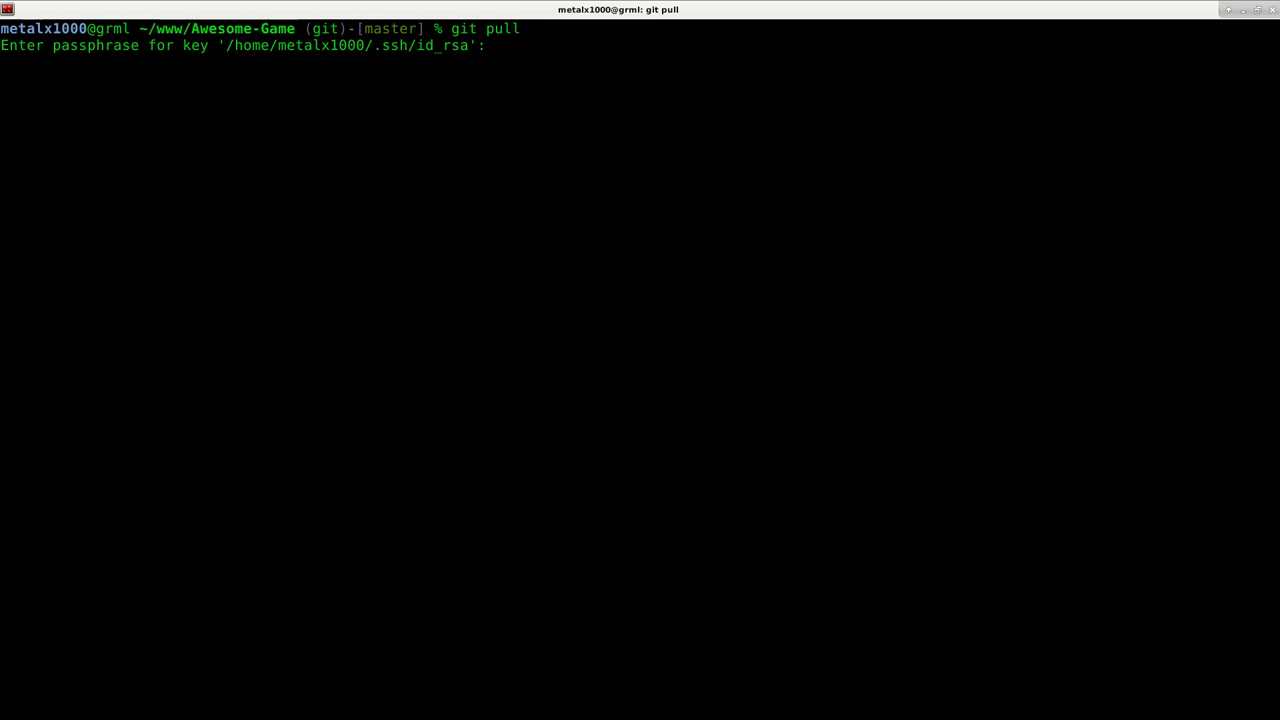 metalx1000@grml: git pull
metalx1000@grml ~/www/Awesome-Game (git)-[master] % git pull
Enter passphrase for key '/home/metalx1000/.ssh/id_rsa':